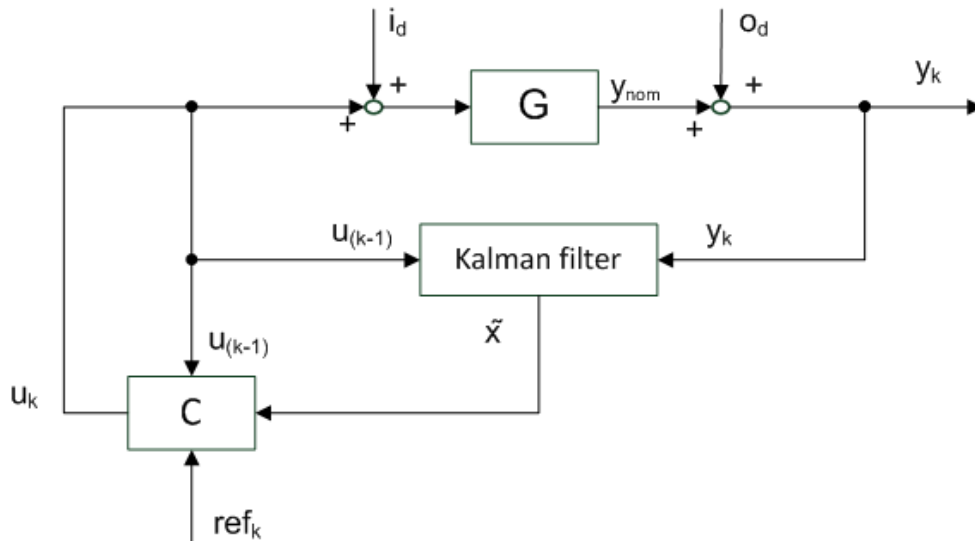 i_d
o_d
+
+
y_k
G
y_nom
+
+
u_(k-1)
Kalman filter
y_k
x̃
u_(k-1)
u_k
C
ref_k